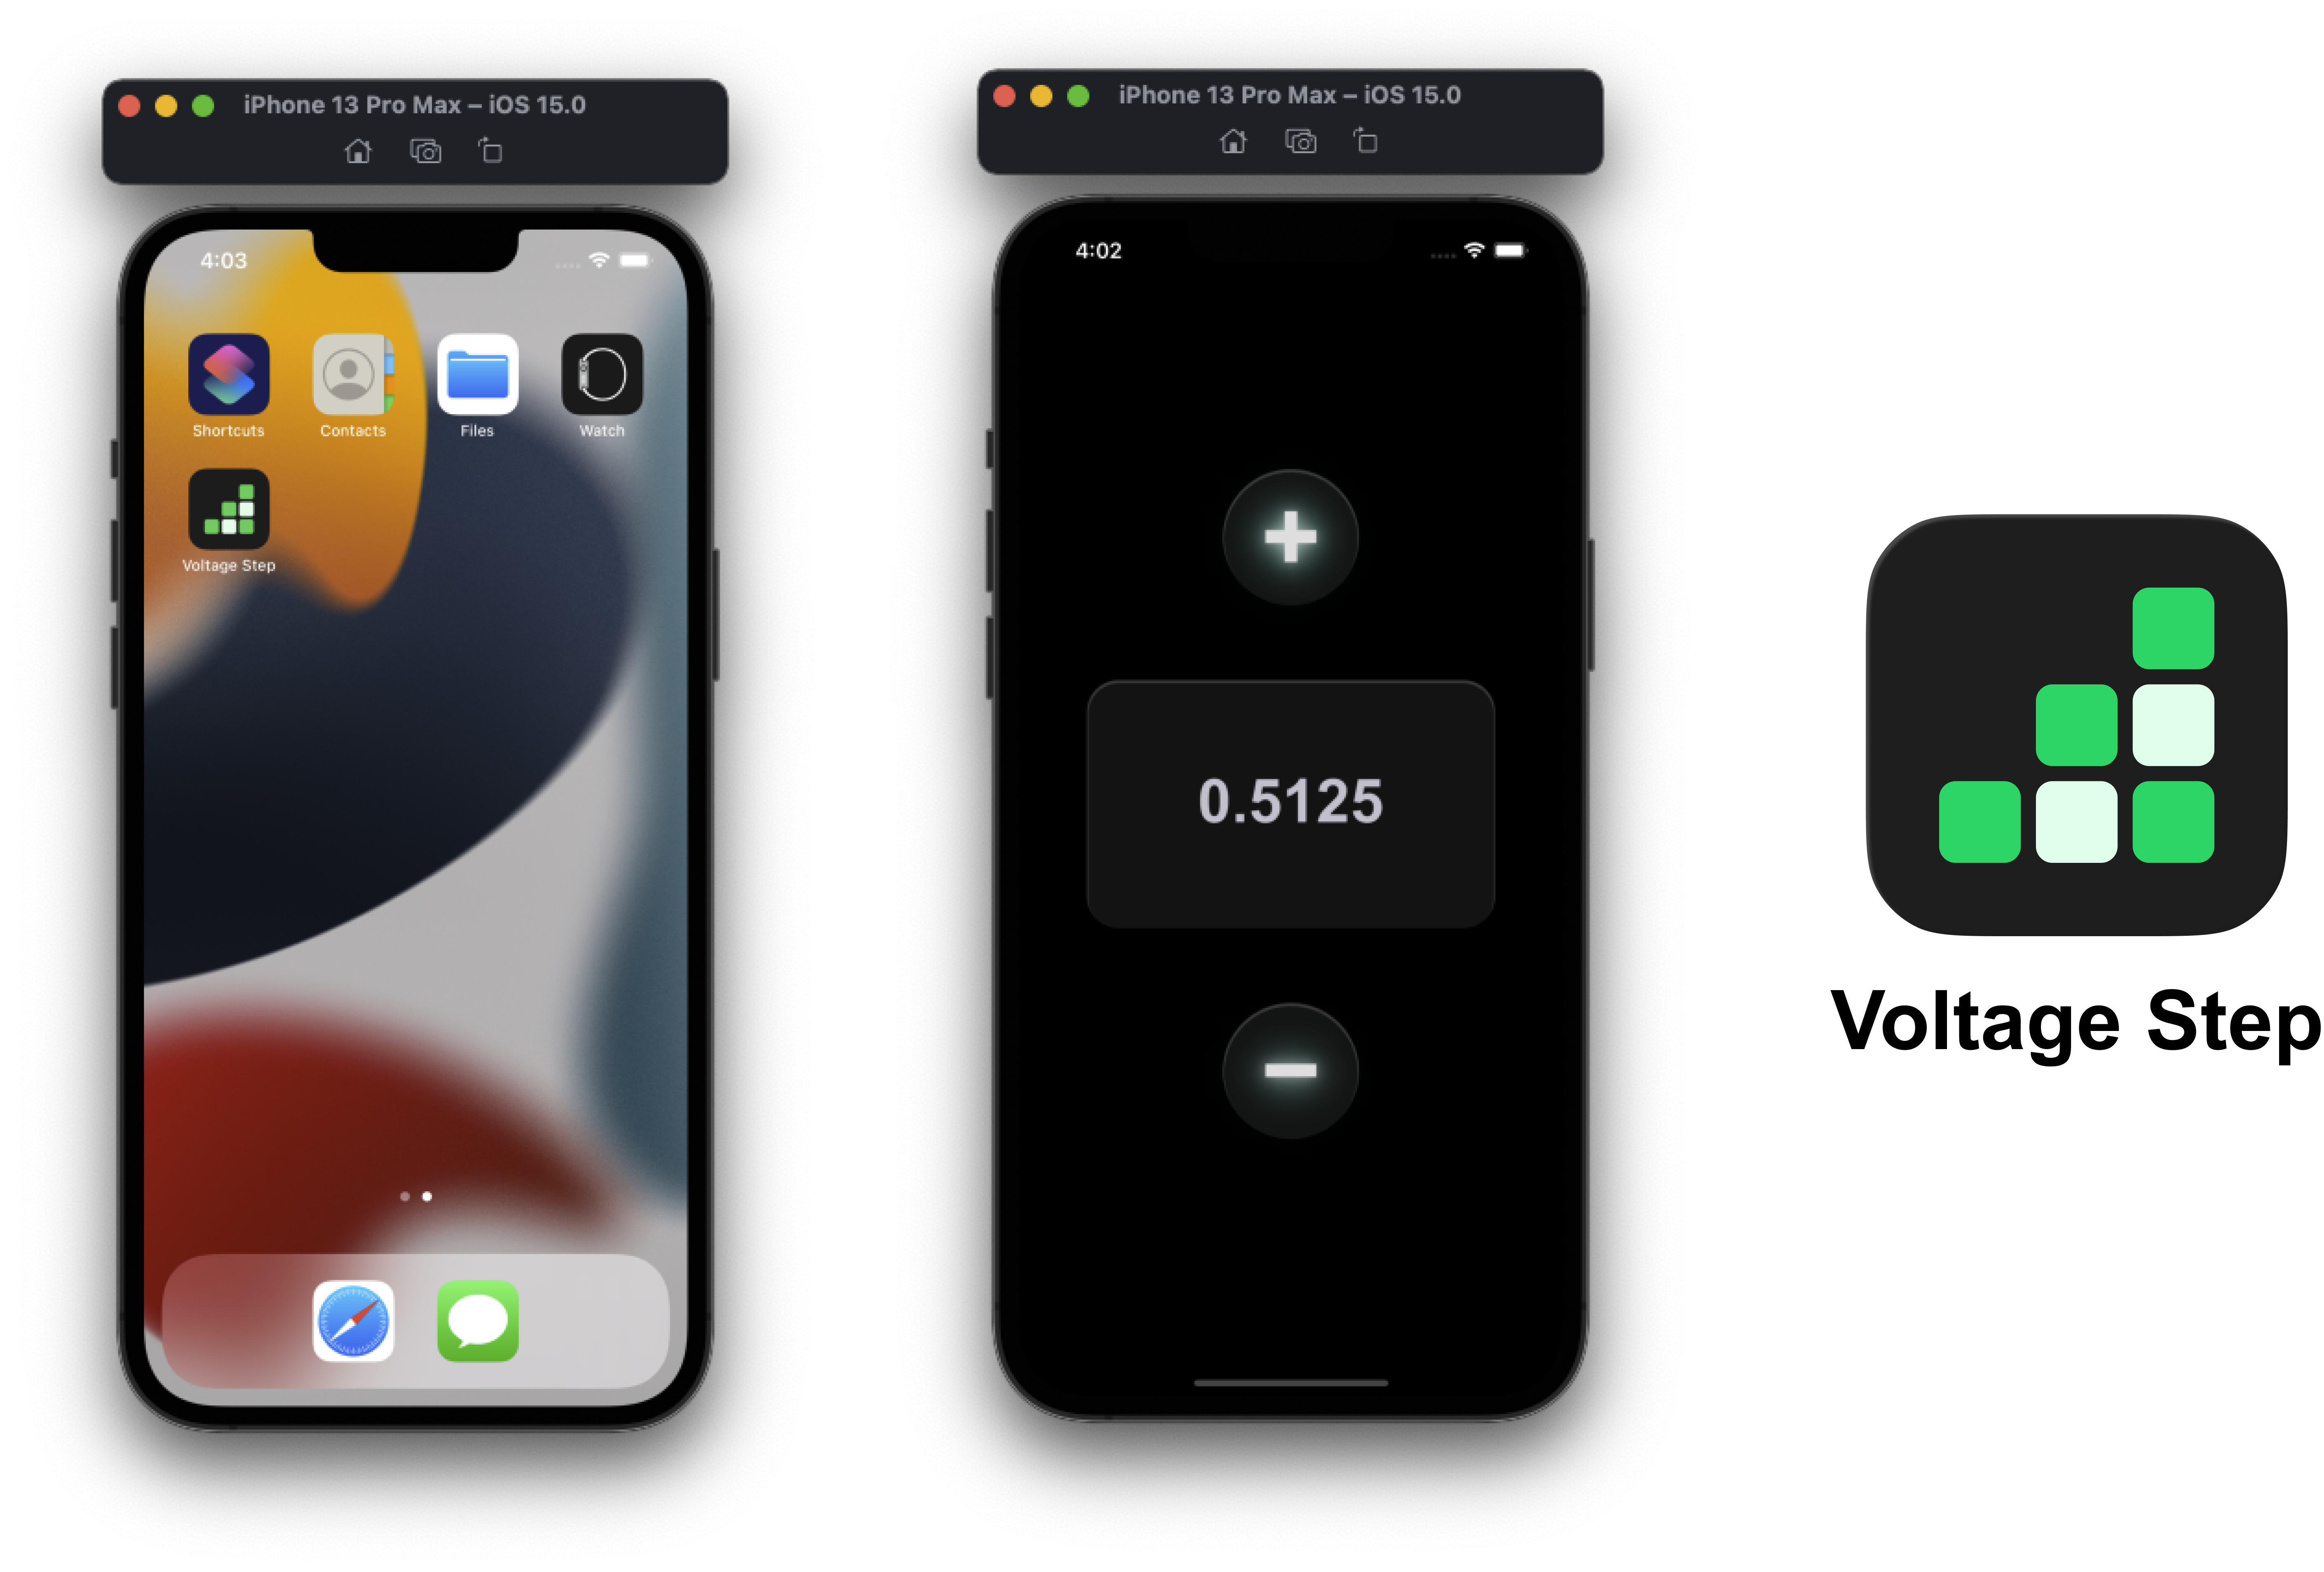 iPhone 13 Pro Max – iOS 15.0
4:03
Shortcuts
Contacts
Files
Watch
Voltage Step
iPhone 13 Pro Max – iOS 15.0
4:02
0.5125
Voltage Step